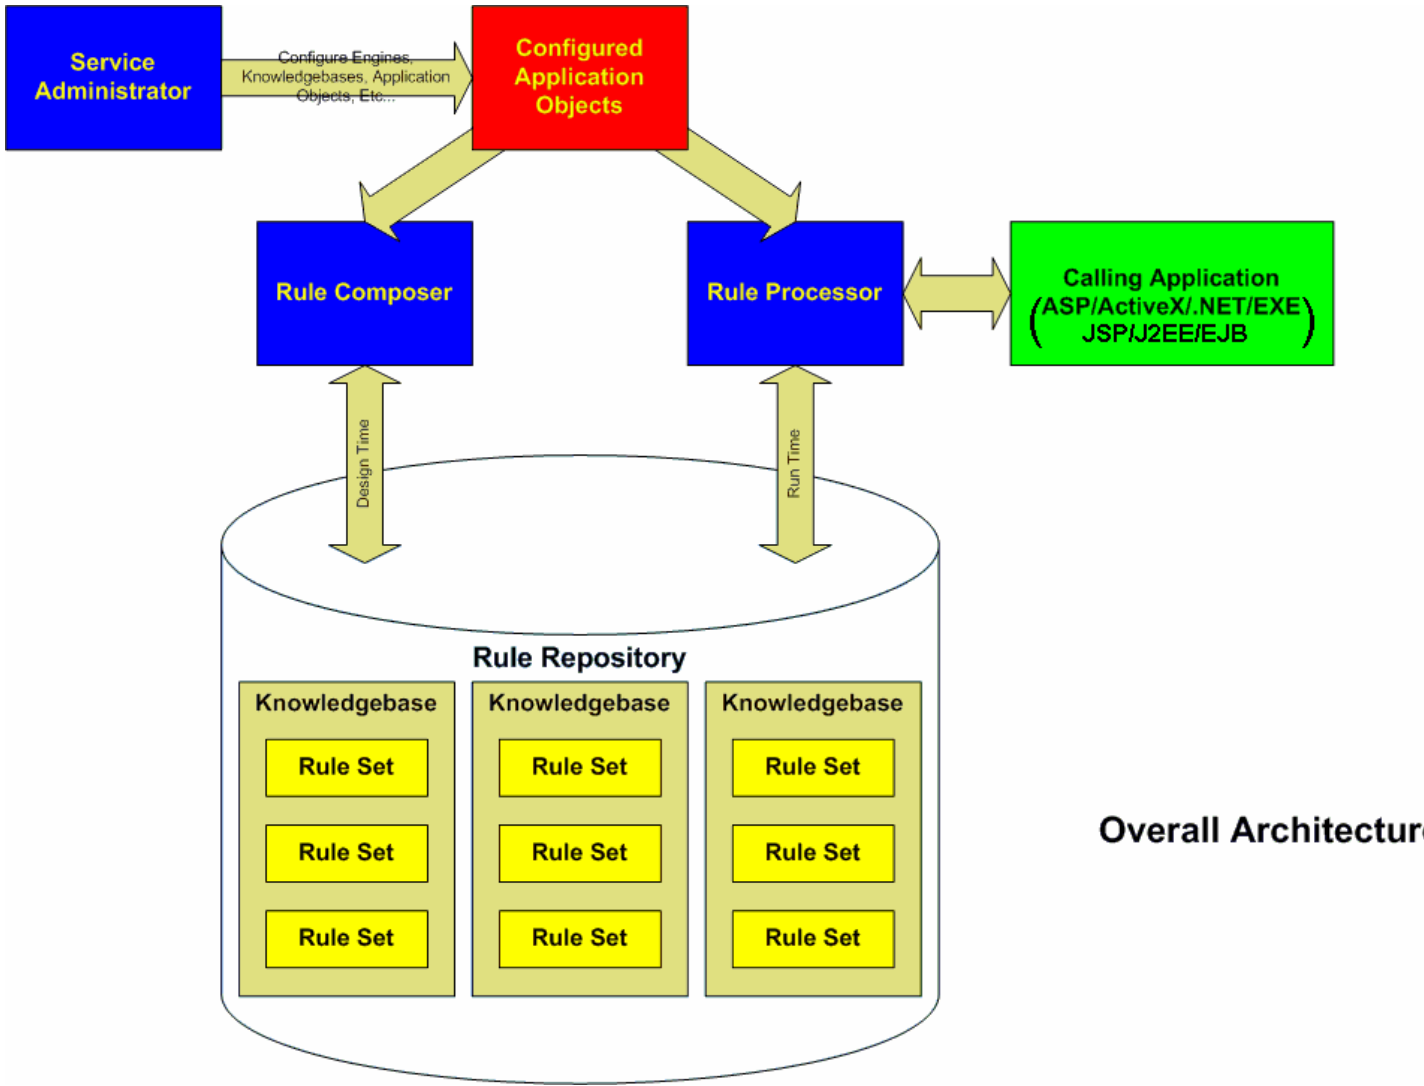 Service
Administrator
Configure Engines,
Knowledgebases, Application
Objects, Etc...
Configured
Application
Objects
Rule Composer
Rule Processor
Calling Application
(ASP/ActiveX/.NET/EXE
JSP/J2EE/EJB)
Design Time
Run Time
Rule Repository
Knowledgebase
Rule Set
Rule Set
Rule Set
Knowledgebase
Rule Set
Rule Set
Rule Set
Knowledgebase
Rule Set
Rule Set
Rule Set
Overall Architecture